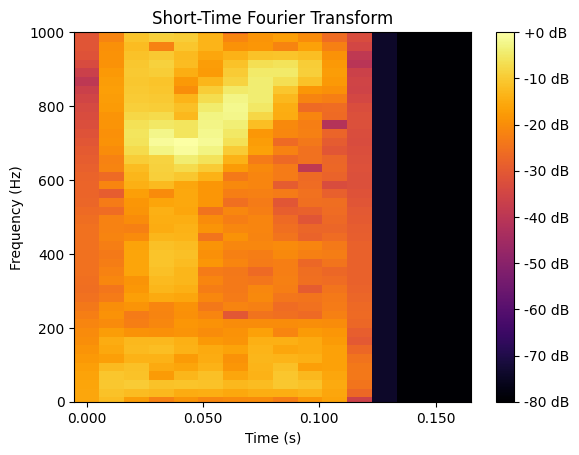 Short-Time Fourier Transform
1000
800
600
400
200
0
Frequency (Hz)
0.000
0.050
0.100
0.150
Time (s)
+0 dB
+10 dB
-20 dB
-30 dB
-40 dB
-50 dB
-60 dB
-70 dB
-80 dB